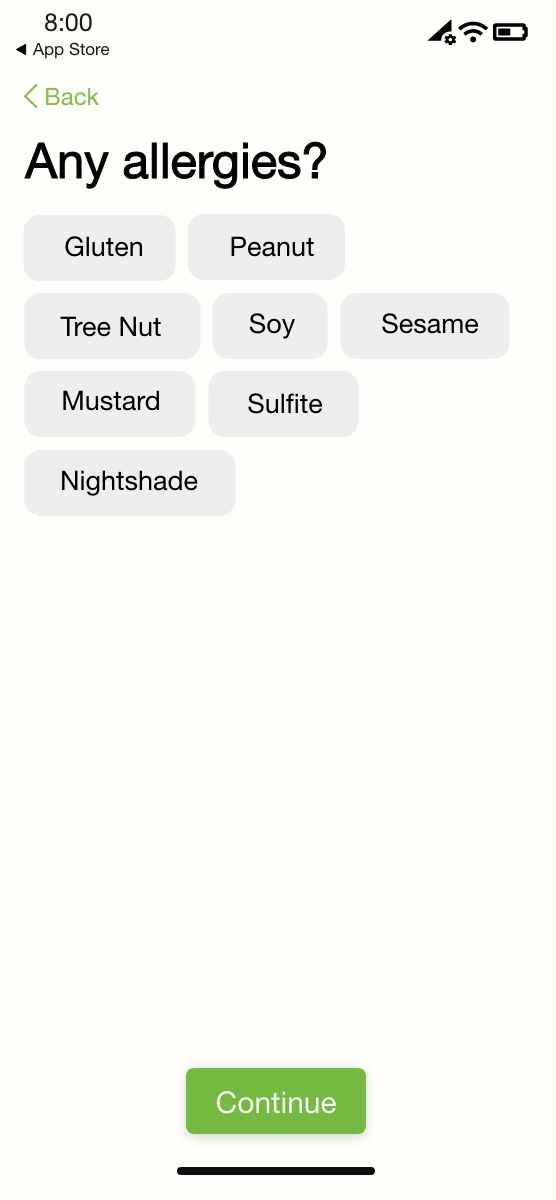 8:00
App Store
Back
Any allergies?
Gluten Peanut
Tree Nut Soy Sesame
Mustard Sulfite
Nightshade
Continue